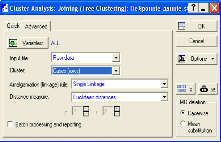 Cluster Analysis: Joining (Tree Clustering):
Quick Advanced
OK
Variables: ALL
Cancel
Input file: Raw data
Options
Cluster: Cases (rows)
Amalgamation (linkage) rule: Single Linkage
Distance measure: Euclidean distances
MD deletion
Casewise
Mean substitution
Batch processing and reporting